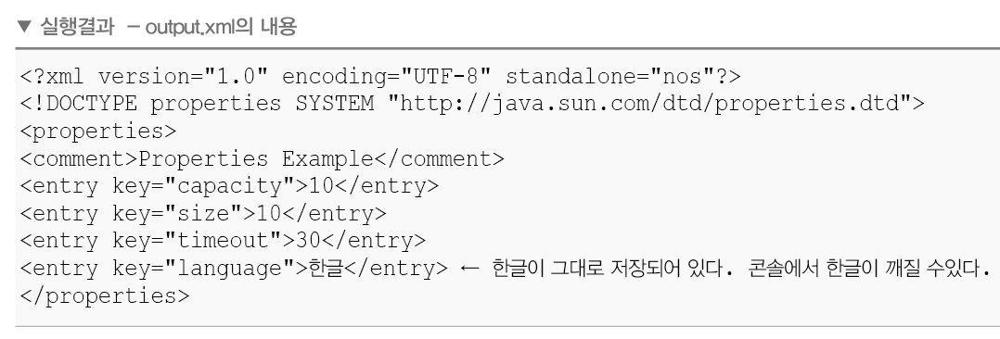 ▼ 실행결과 – output.xml의 내용
<?xml version="1.0" encoding="UTF-8" standalone="nos"?>
<!DOCTYPE properties SYSTEM "http://java.sun.com/dtd/properties.dtd">
<properties>
<comment>Properties Example</comment>
<entry key="capacity">10</entry>
<entry key="size">10</entry>
<entry key="timeout">30</entry>
<entry key="language">한글</entry> ← 한글이 그대로 저장되어 있다. 콘솔에서 한글이 깨질 수있다.
</properties>